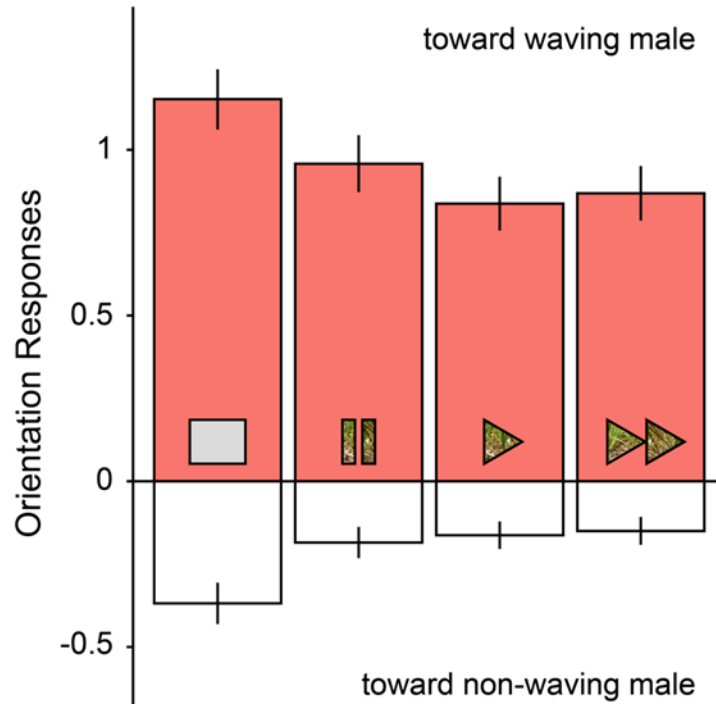 toward waving male
Orientation Responses
1
0.5
0
-0.5
toward non-waving male